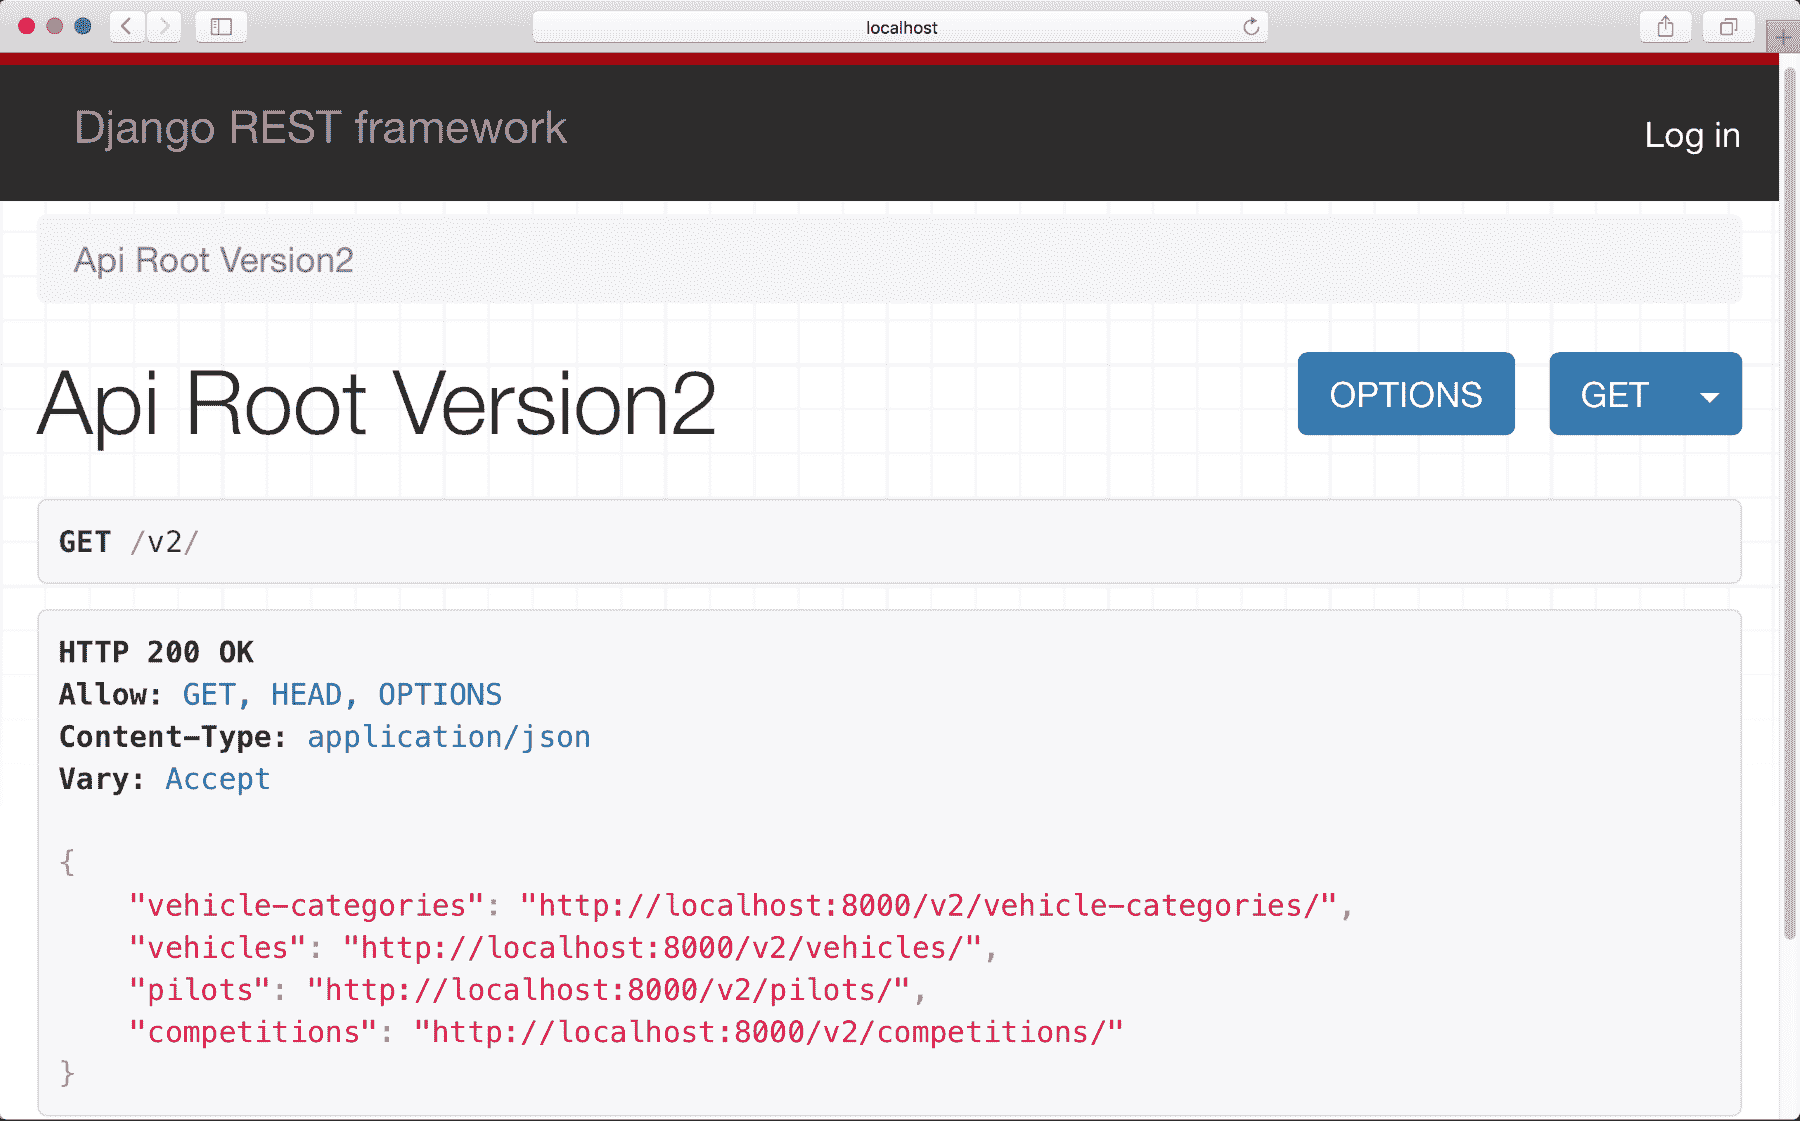 localhost
Django REST framework
Log in
Api Root Version2
Api Root Version2
OPTIONS
GET
GET /v2/
HTTP 200 OK
Allow: GET, HEAD, OPTIONS
Content-Type: application/json
Vary: Accept
{
"vehicle-categories": "http://localhost:8000/v2/vehicle-categories/",
"vehicles": "http://localhost:8000/v2/vehicles/",
"pilots": "http://localhost:8000/v2/pilots/",
"competitions": "http://localhost:8000/v2/competitions/"
}